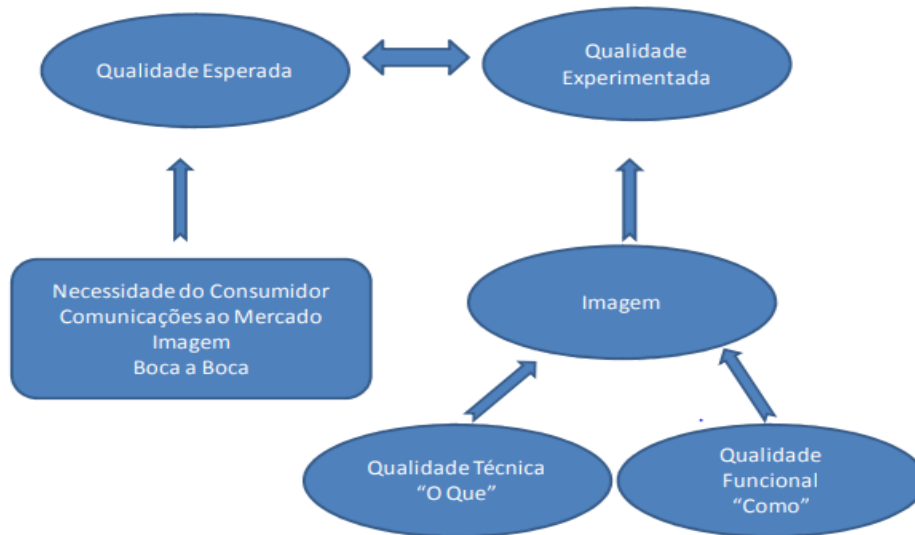 Qualidade Esperada
Qualidade
Experimentada
Necessidade do Consumidor
Comunicações ao Mercado
Imagem
Boca a Boca
Imagem
Qualidade Técnica
“O Que”
Qualidade
Funcional
“Como”